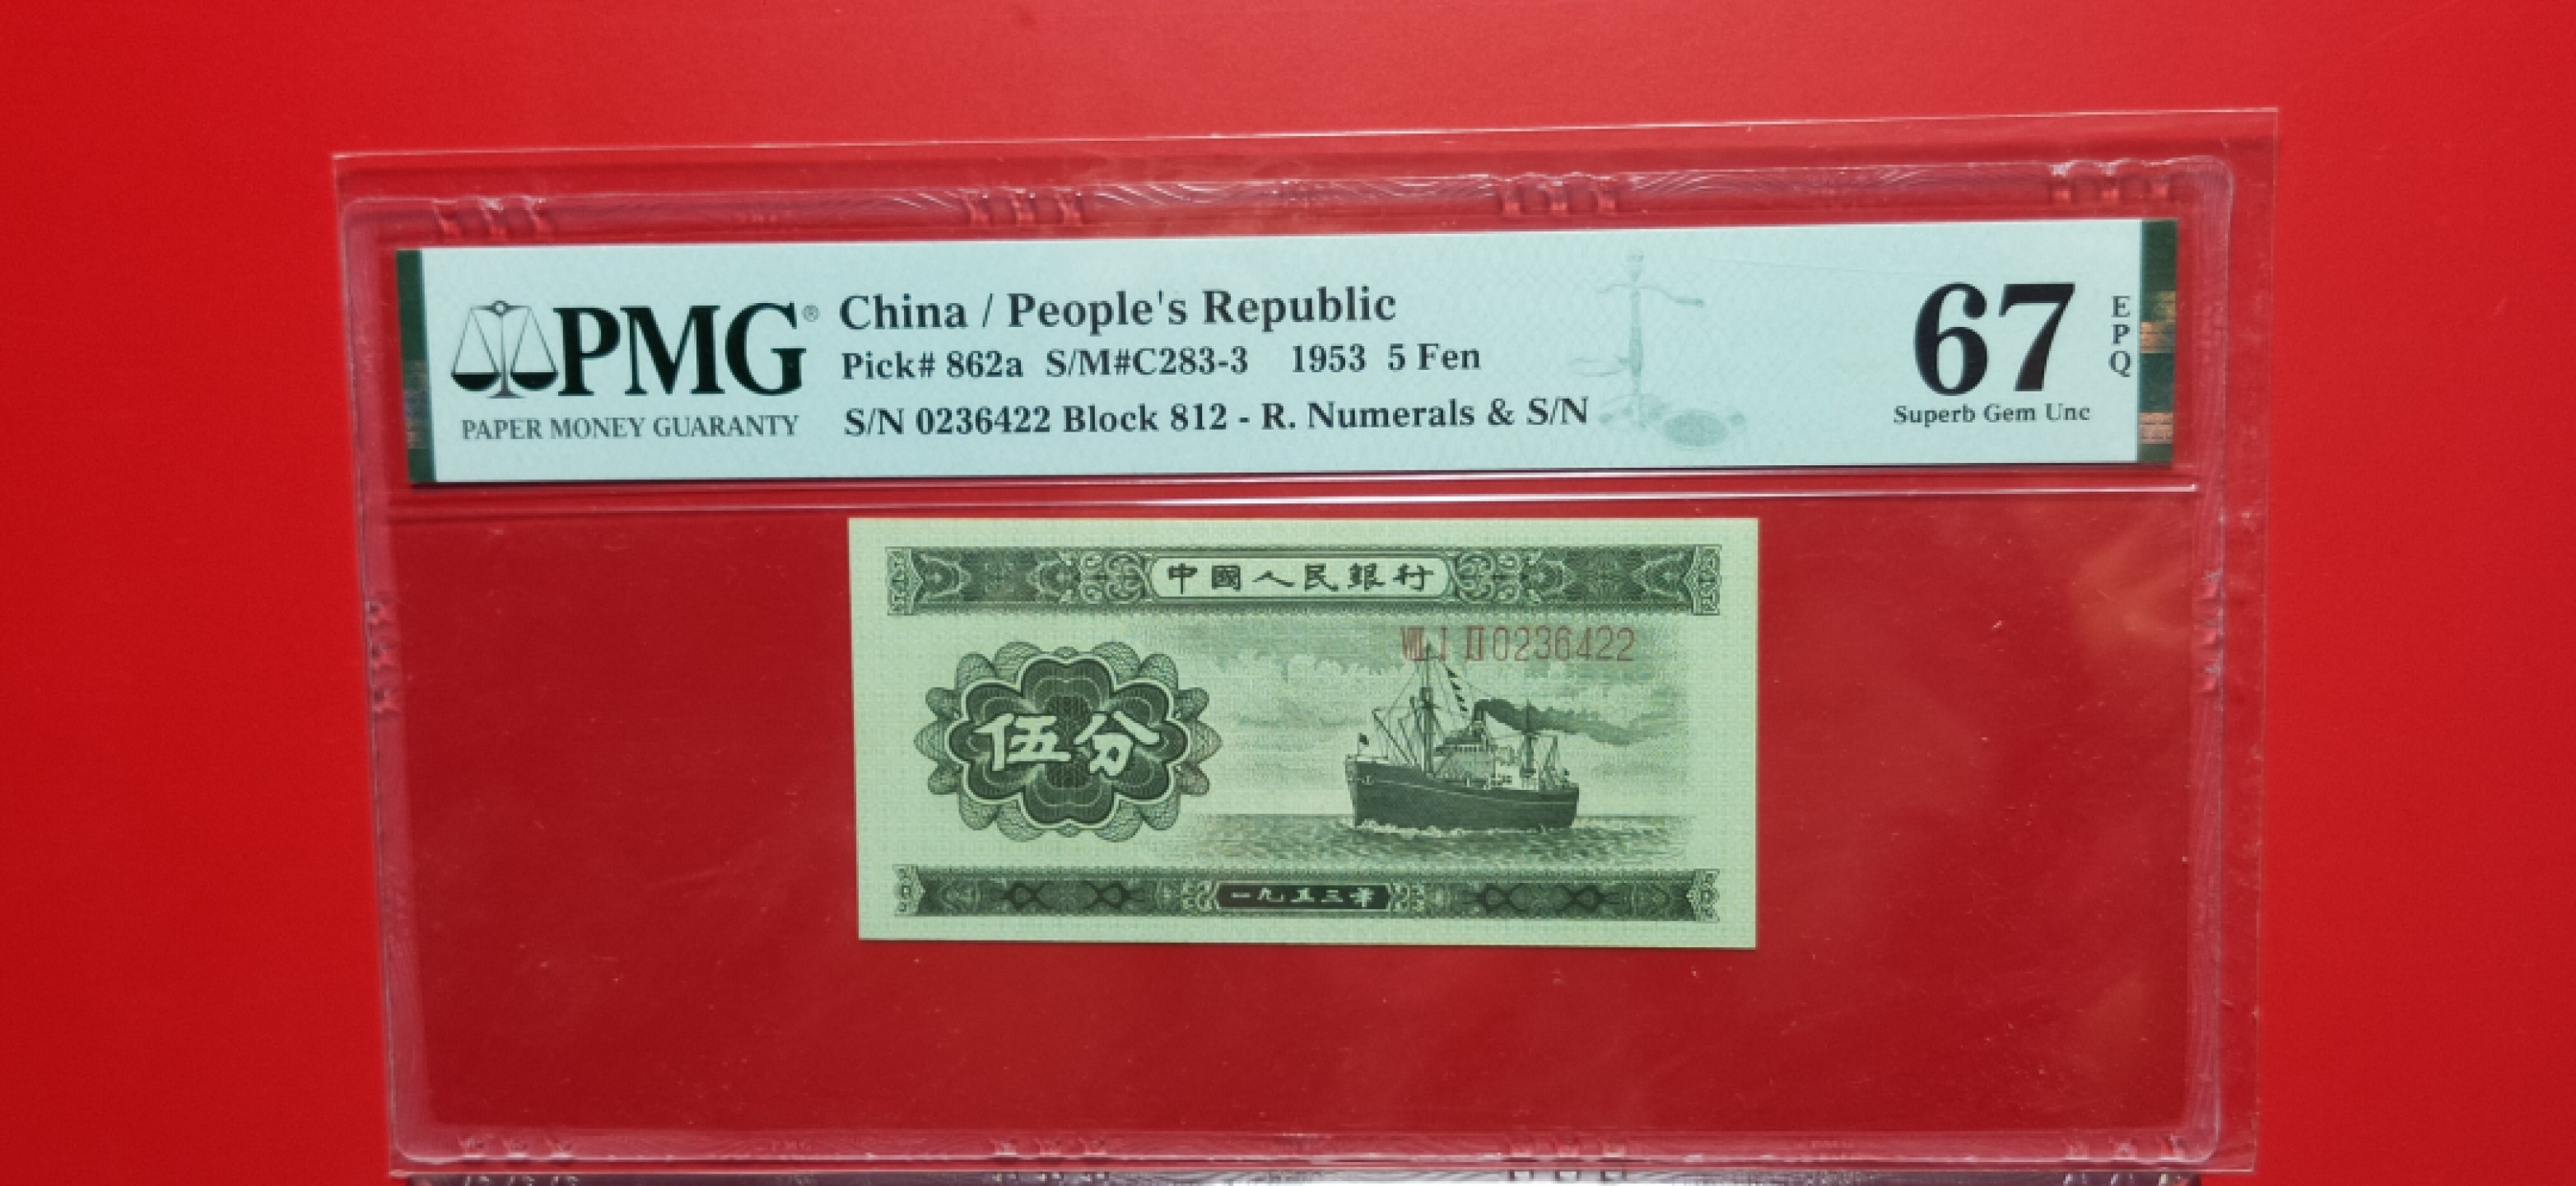 PMG®
PAPER MONEY GUARANTY
China / People's Republic
Pick# 862a S/M#C283-3 1953 5 Fen
S/N 0236422 Block 812 - R. Numerals & S/N
67
EPQ
Superb Gem Unc
中國人民銀行
Ⅷ Ⅰ Ⅱ 0236422
伍分
一九五三年